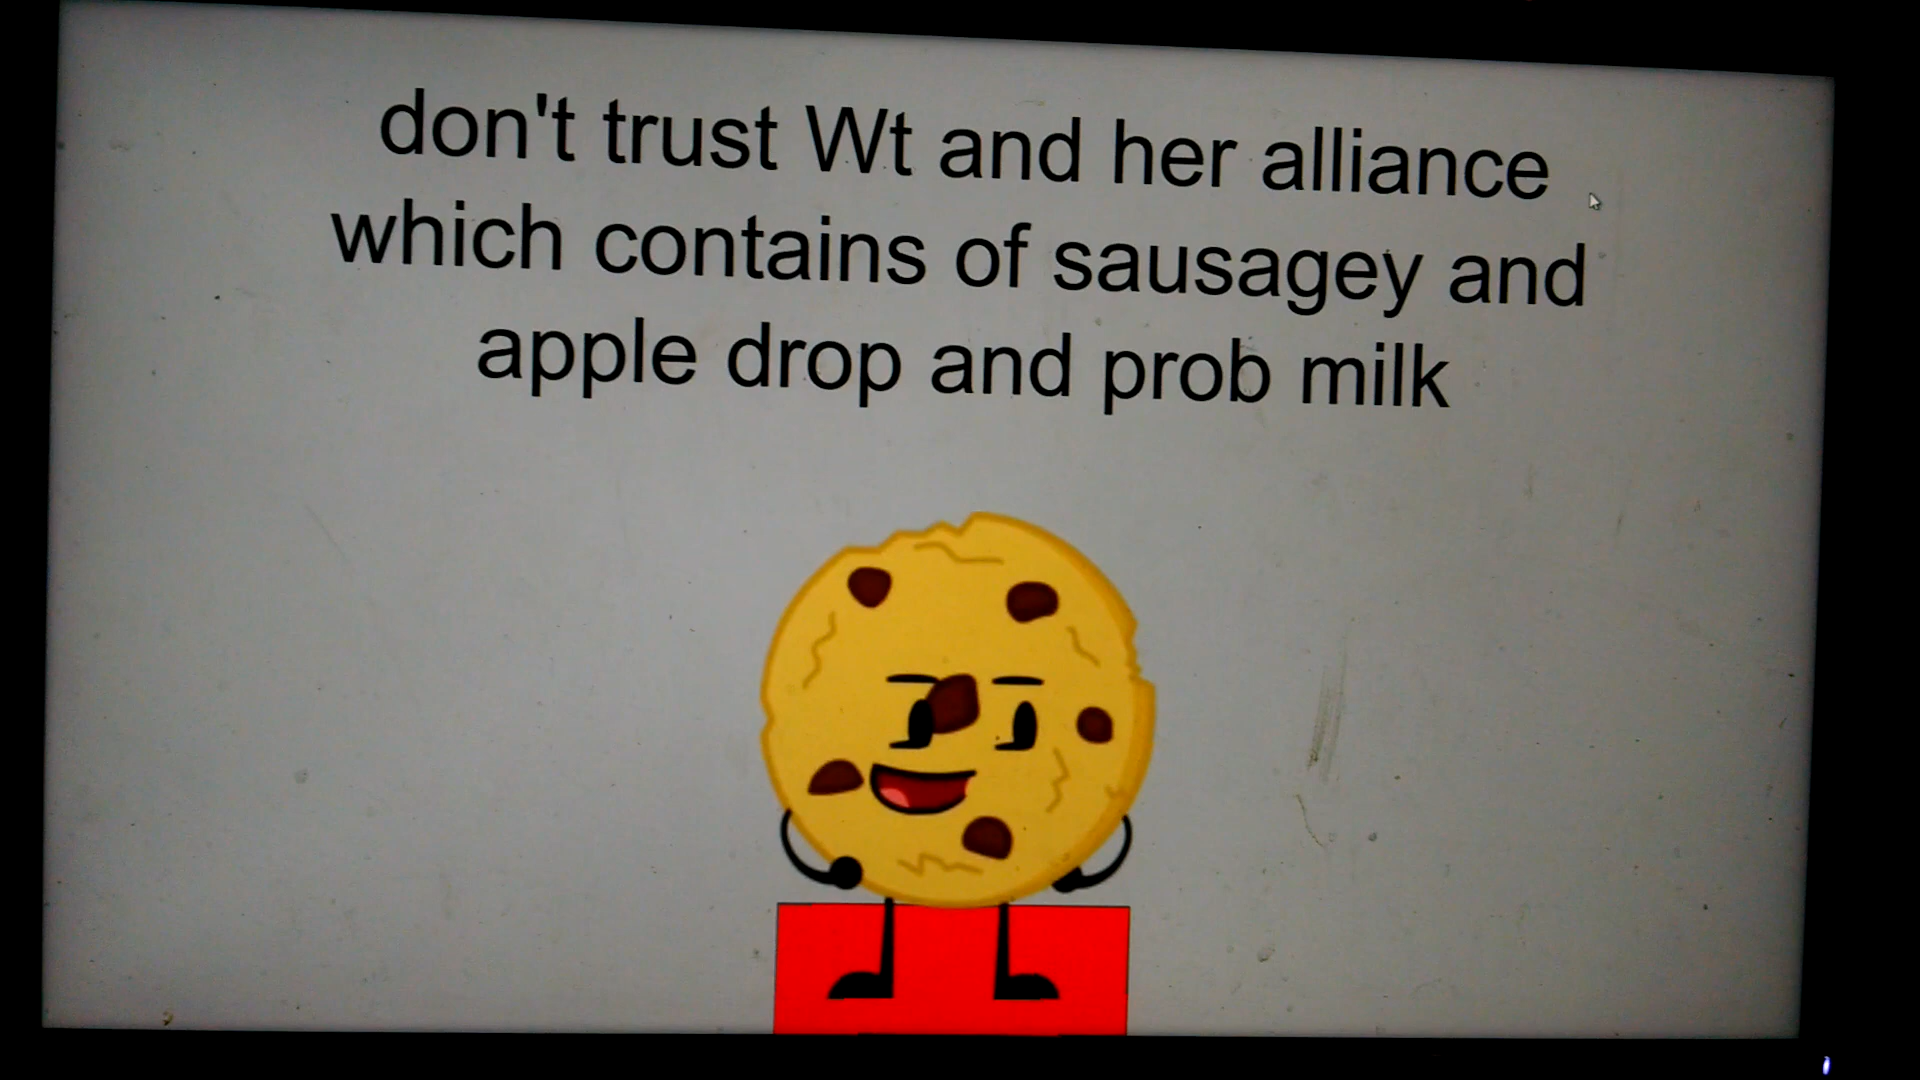 don't trust Wt and her alliance
which contains of sausagey and
apple drop and prob milk